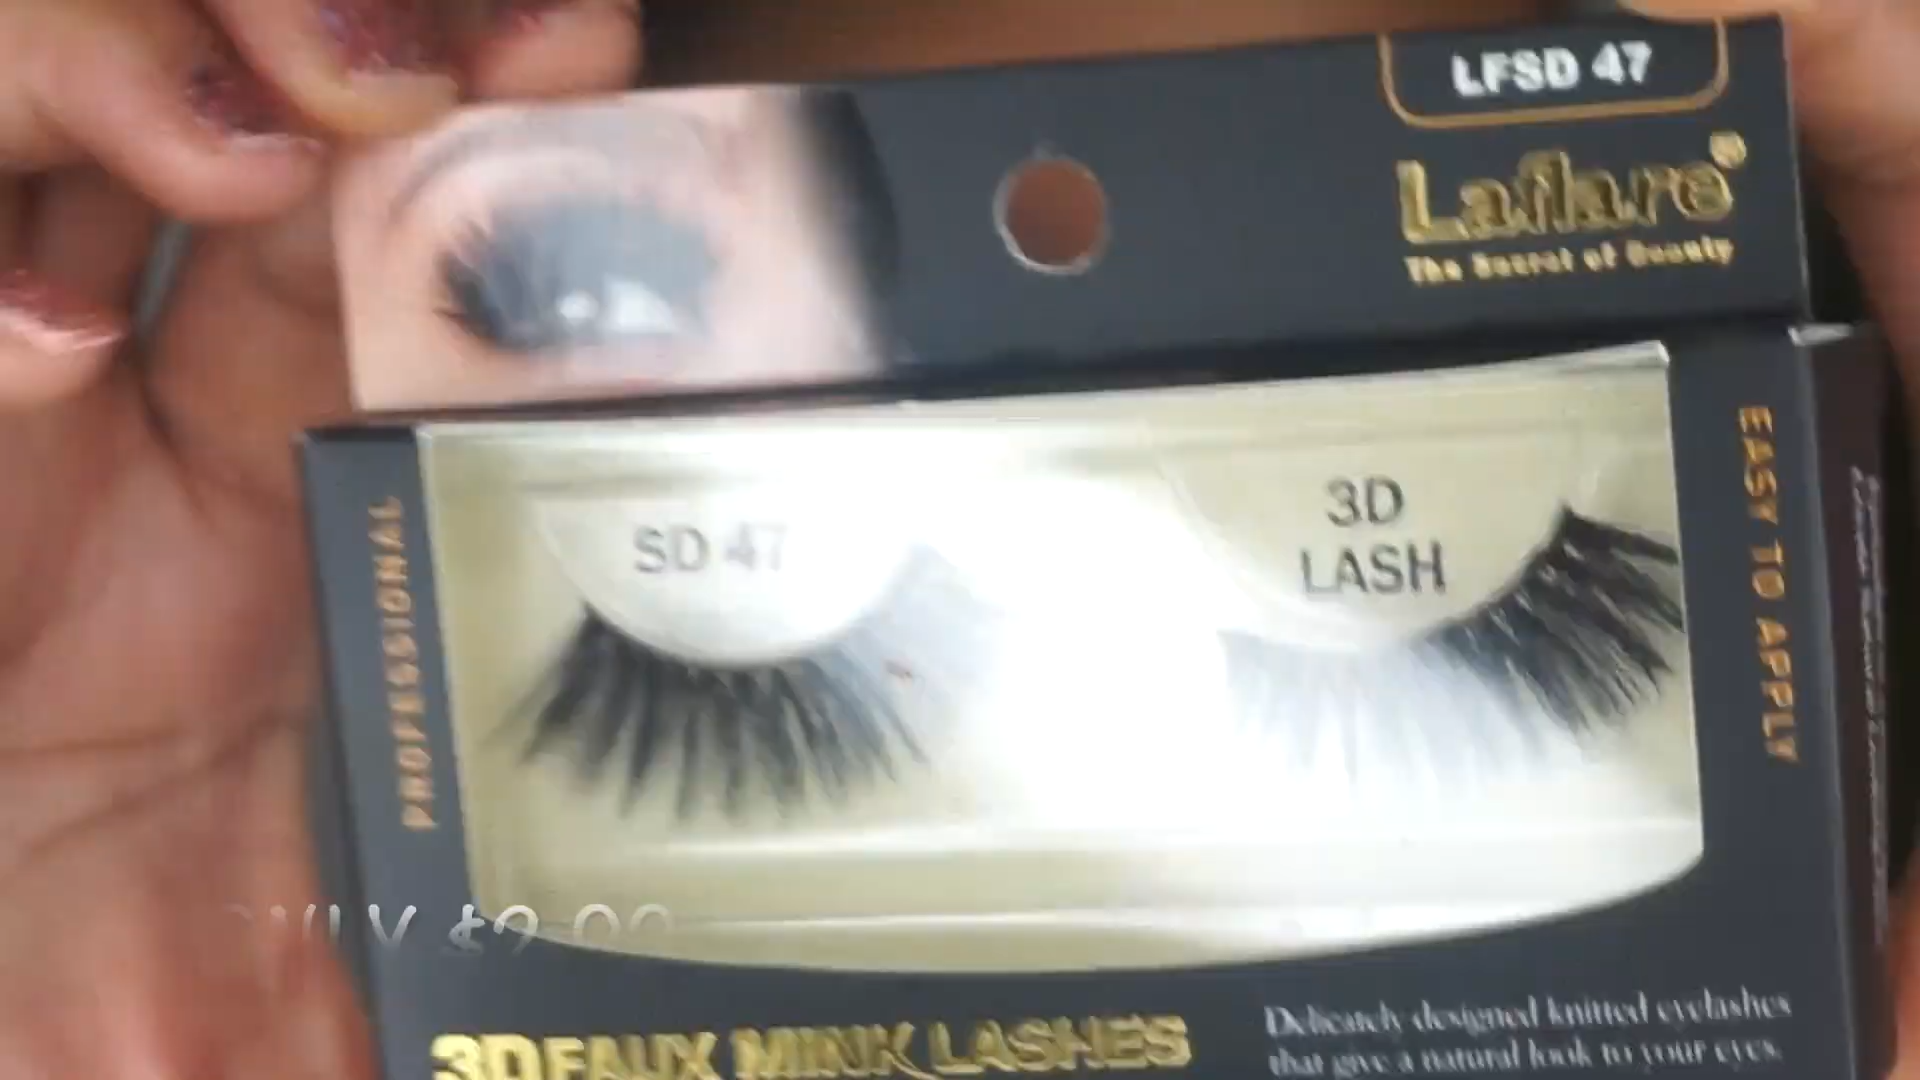 LFSD 47
Laflare®
The Secret of Beauty
SD 47
3D
LASH
PROFESSIONAL
EASY TO APPLY
3D FAUX MINK LASHES
Delicately designed knitted eyelashes
that give a natural look to your eyes.